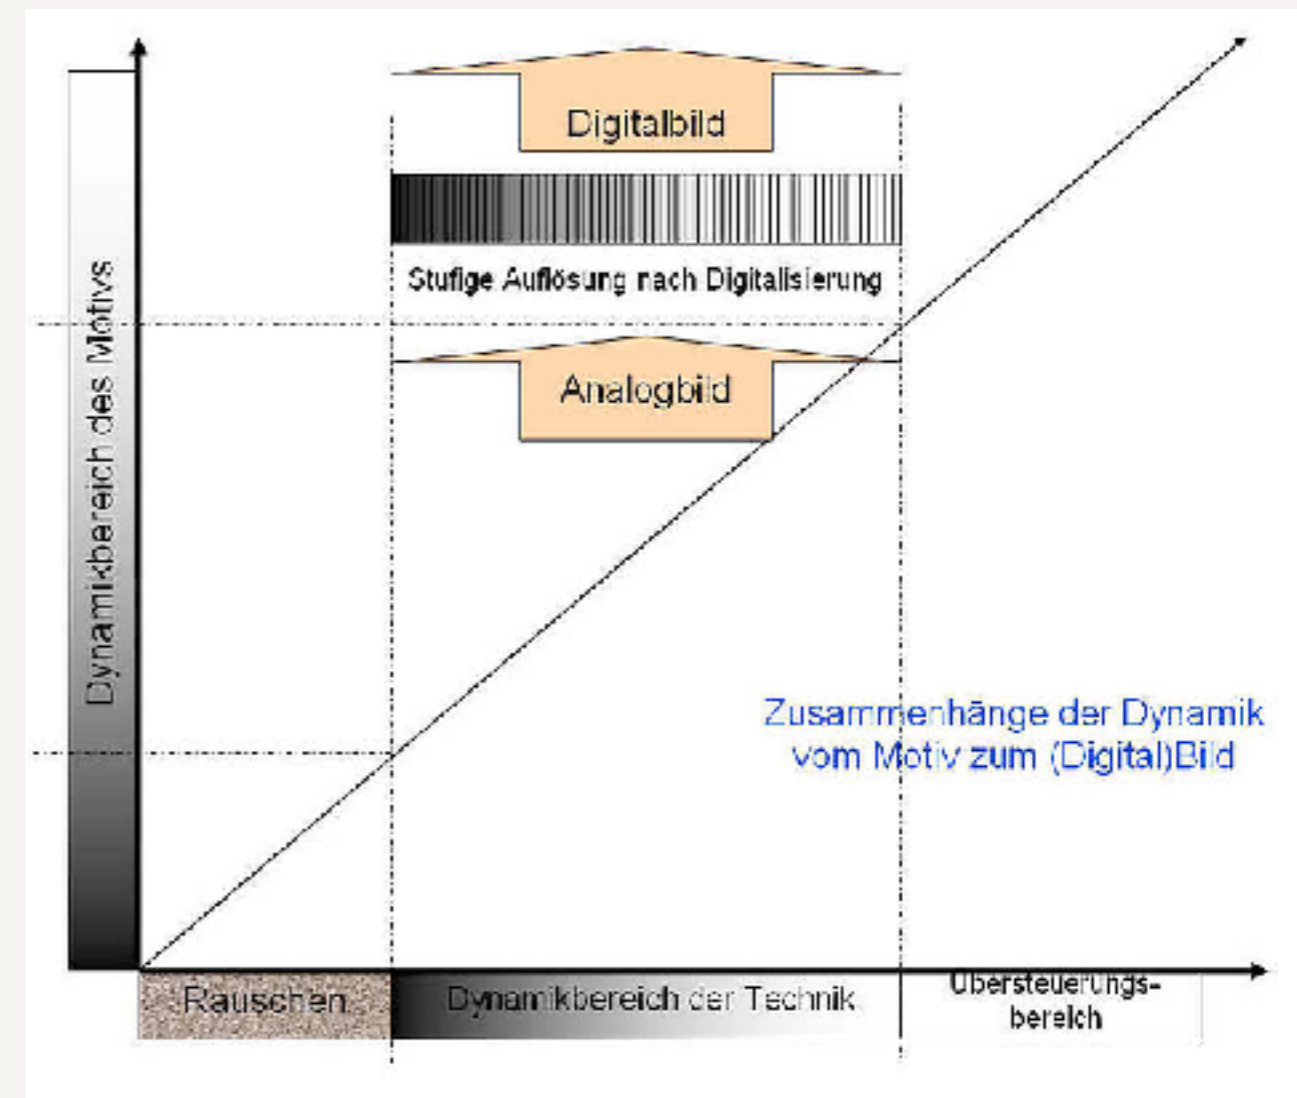 Digitalbild
Stufige Auflösung nach Digitalisierung
Analogbild
Dynamikbereich des Motivs
Zusammenhänge der Dynamik
vom Motiv zum (Digital)Bild
Rauschen
Dynamikbereich der Technik
Übersteuerungs-
bereich